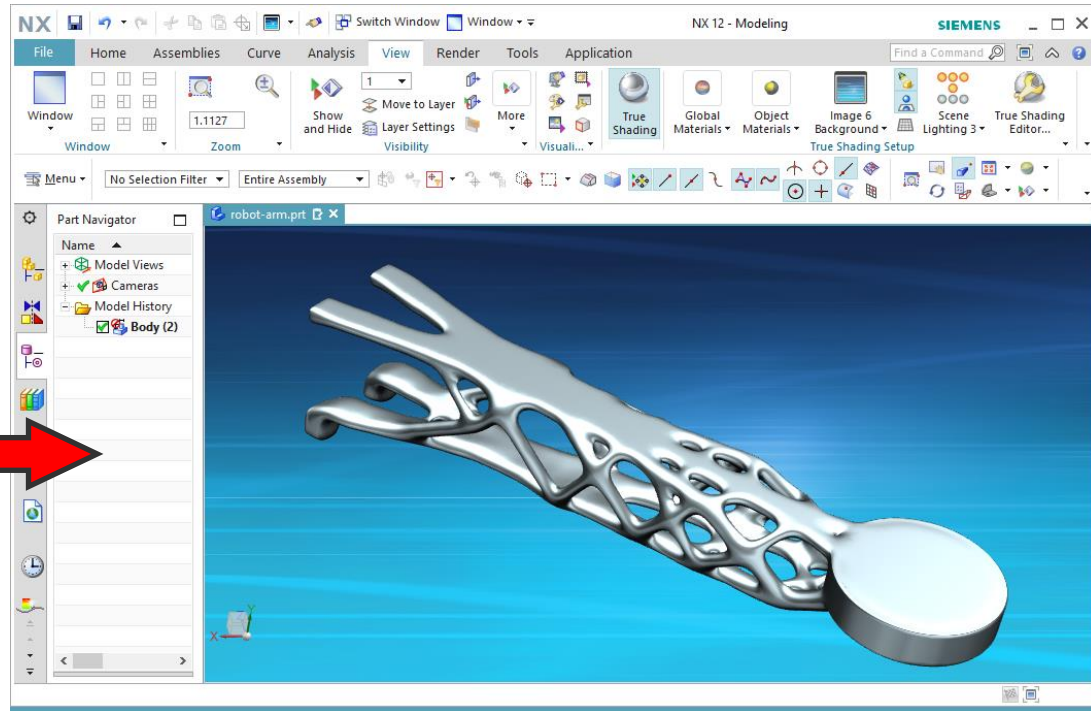 NX Switch Window Window NX 12 - Modeling SIEMENS
File Home Assemblies Curve Analysis View Render Tools Application Find a Command
Window
1.1127
Show
and Hide
1
Move to Layer
Layer Settings
More
True
Shading
Global
Materials
Object
Materials
Image 6
Background
Scene
Lighting 3
True Shading
Editor...
Window Zoom Visibility Visuali... True Shading Setup
Menu No Selection Filter Entire Assembly
Part Navigator
robot-arm.prt
Name
Model Views
Cameras
Model History
Body (2)
Y
X